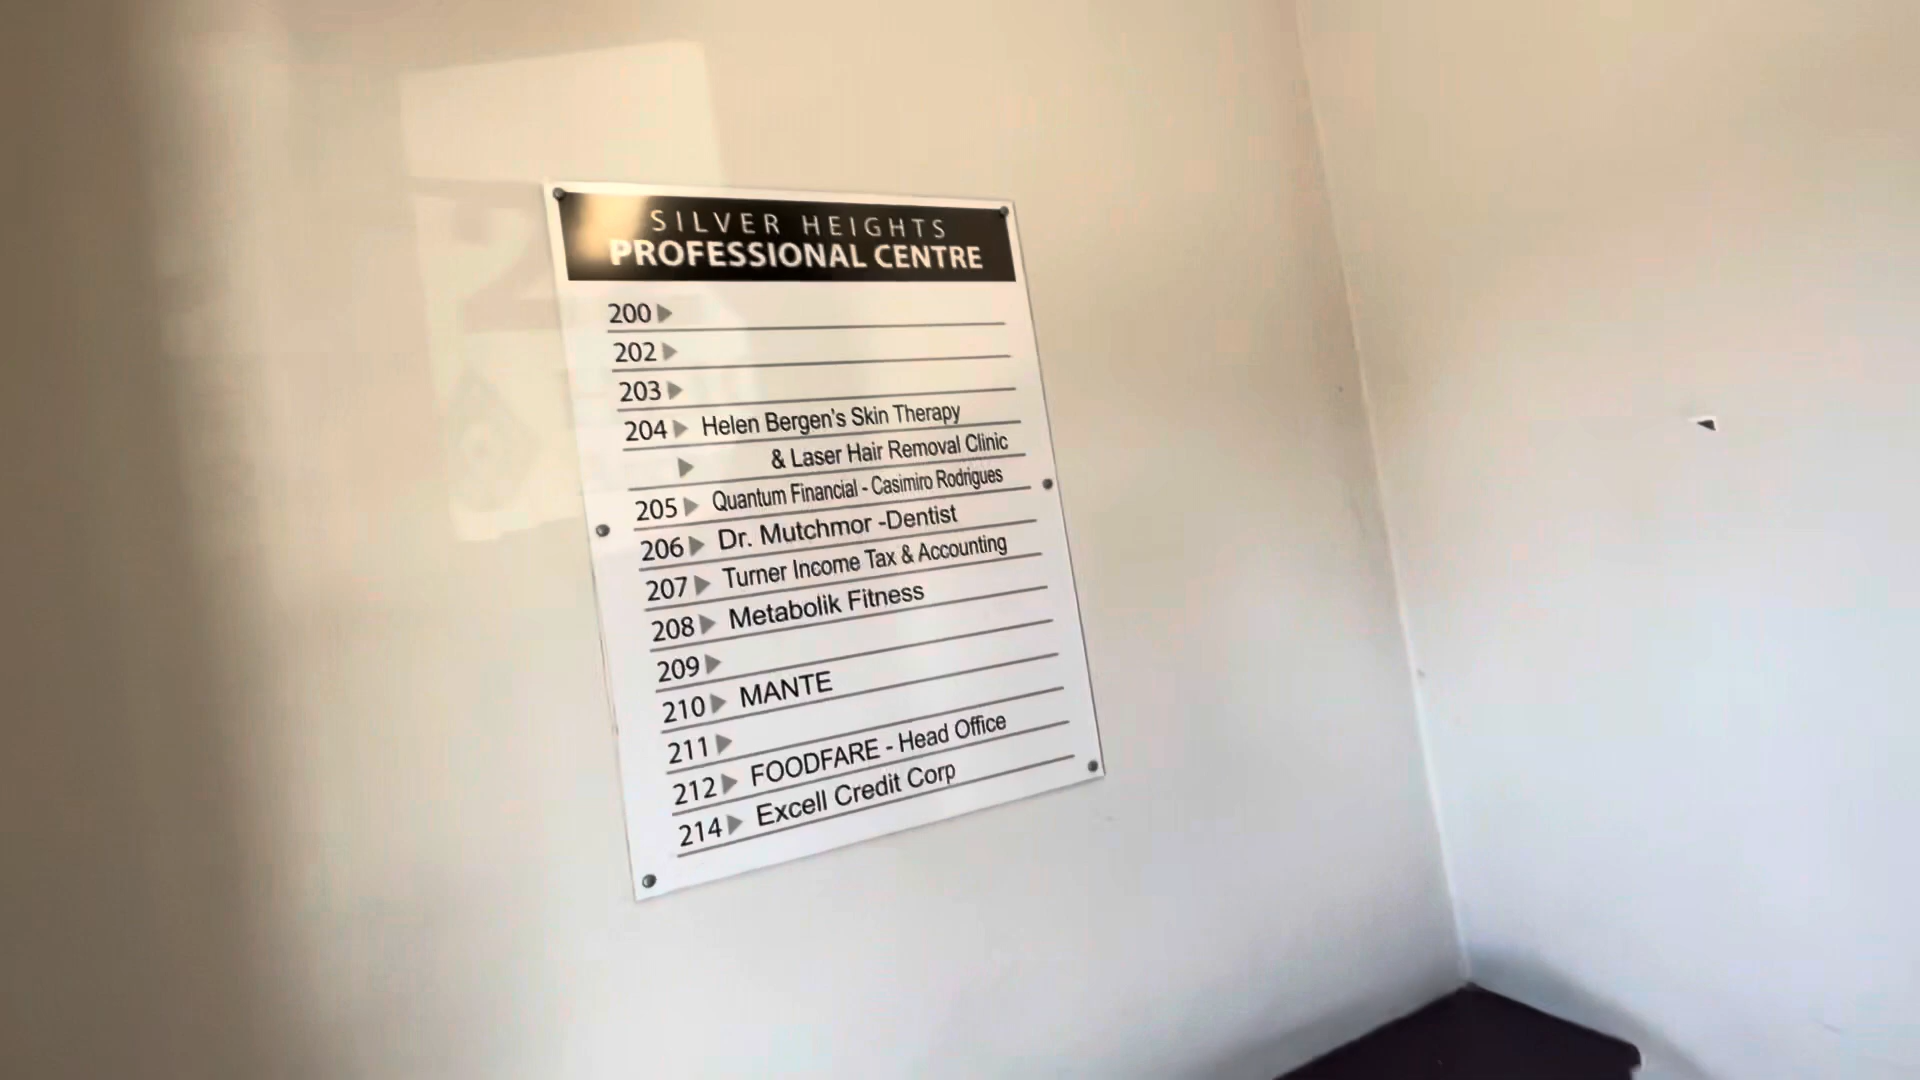 SILVER HEIGHTS
PROFESSIONAL CENTRE
200
202
203
204 Helen Bergen's Skin Therapy
& Laser Hair Removal Clinic
205 Quantum Financial - Casimiro Rodrigues
206 Dr. Mutchmor -Dentist
207 Turner Income Tax & Accounting
208 Metabolik Fitness
209
210 MANTE
211
212 FOODFARE - Head Office
214 Excell Credit Corp